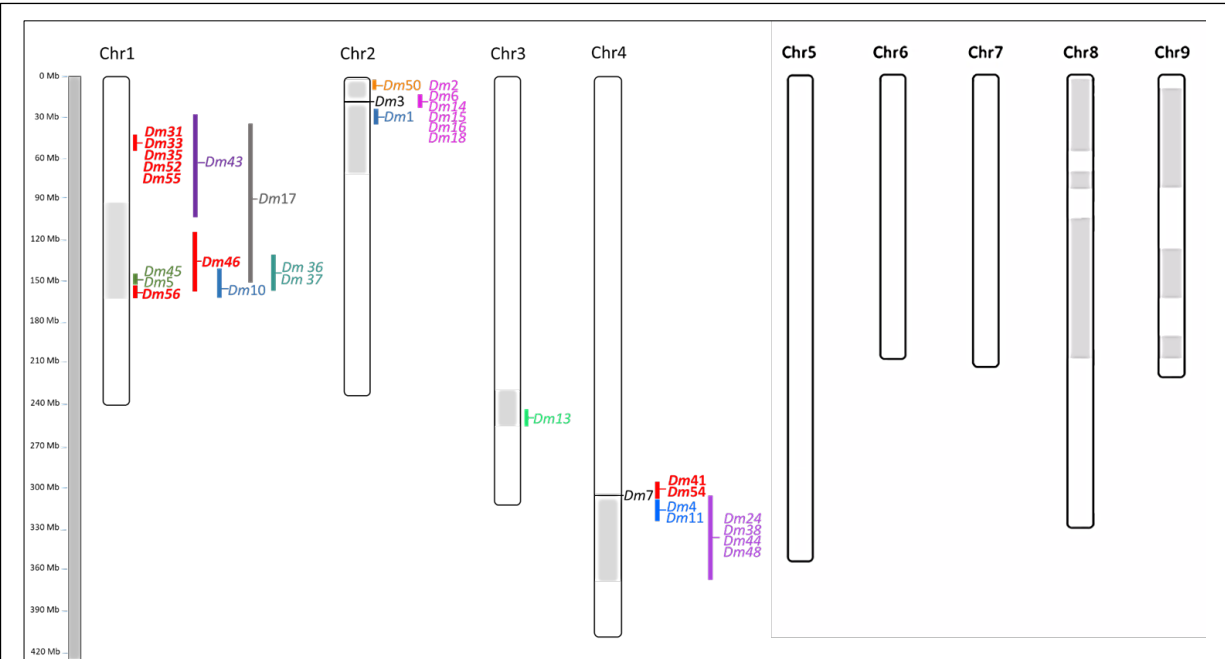 Chr1
Chr2
Chr3
Chr4
Chr5
Chr6
Chr7
Chr8
Chr9
0 Mb
30 Mb
60 Mb
90 Mb
120 Mb
150 Mb
180 Mb
210 Mb
240 Mb
270 Mb
300 Mb
330 Mb
360 Mb
390 Mb
420 Mb
Dm31
Dm33
Dm35
Dm52
Dm55
Dm43
Dm17
Dm45
Dm5
Dm56
Dm46
Dm10
Dm 36
Dm 37
Dm50
Dm3
Dm1
Dm2
Dm6
Dm14
Dm15
Dm16
Dm18
Dm13
Dm7
Dm41
Dm54
Dm4
Dm11
Dm24
Dm38
Dm44
Dm48